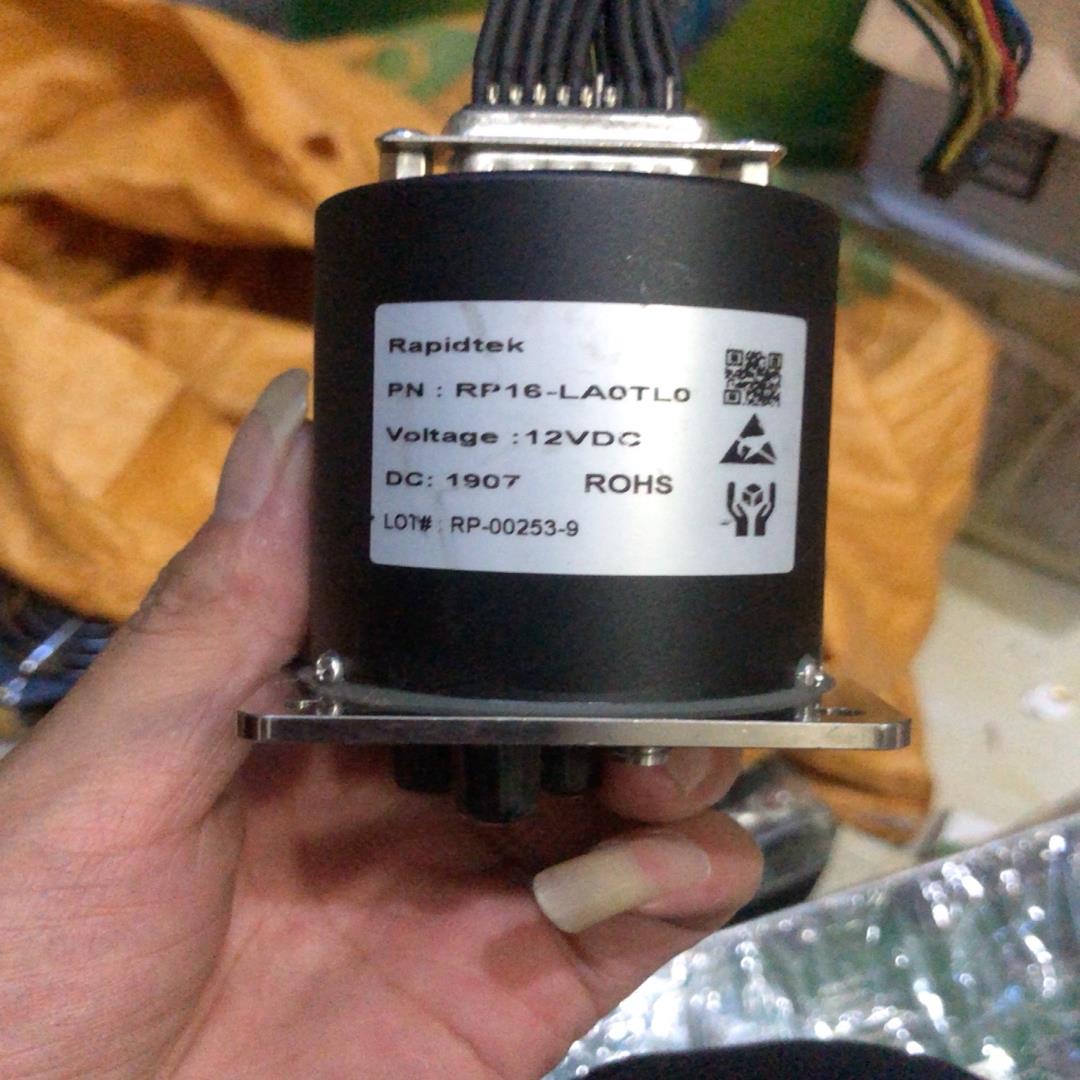 Rapidtek
PN : RP16-LA0TL0
Voltage :12VDC
DC: 1907 ROHS
LOT# : RP-00253-9